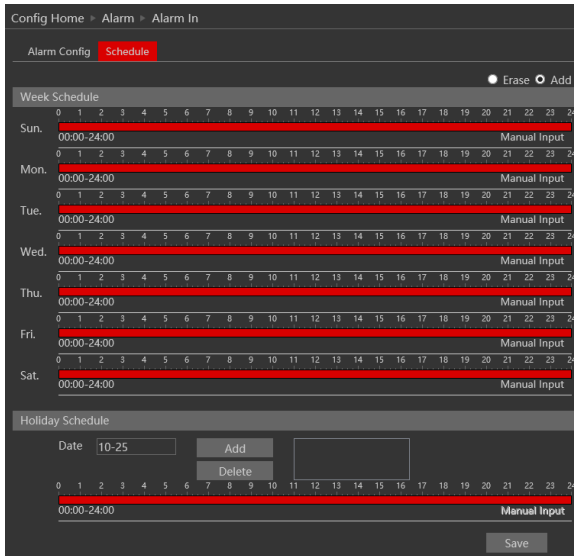 Config Home ▸ Alarm ▸ Alarm In
Alarm Config Schedule
Erase Add
Week Schedule
0 1 2 3 4 5 6 7 8 9 10 11 12 13 14 15 16 17 18 19 20 21 22 23 24
Sun.
00:00-24:00 Manual Input
0 1 2 3 4 5 6 7 8 9 10 11 12 13 14 15 16 17 18 19 20 21 22 23 24
Mon.
00:00-24:00 Manual Input
0 1 2 3 4 5 6 7 8 9 10 11 12 13 14 15 16 17 18 19 20 21 22 23 24
Tue.
00:00-24:00 Manual Input
0 1 2 3 4 5 6 7 8 9 10 11 12 13 14 15 16 17 18 19 20 21 22 23 24
Wed.
00:00-24:00 Manual Input
0 1 2 3 4 5 6 7 8 9 10 11 12 13 14 15 16 17 18 19 20 21 22 23 24
Thu.
00:00-24:00 Manual Input
0 1 2 3 4 5 6 7 8 9 10 11 12 13 14 15 16 17 18 19 20 21 22 23 24
Fri.
00:00-24:00 Manual Input
0 1 2 3 4 5 6 7 8 9 10 11 12 13 14 15 16 17 18 19 20 21 22 23 24
Sat.
00:00-24:00 Manual Input
Holiday Schedule
Date 10-25 Add
Delete
0 1 2 3 4 5 6 7 8 9 10 11 12 13 14 15 16 17 18 19 20 21 22 23 24
00:00-24:00 Manual Input
Save